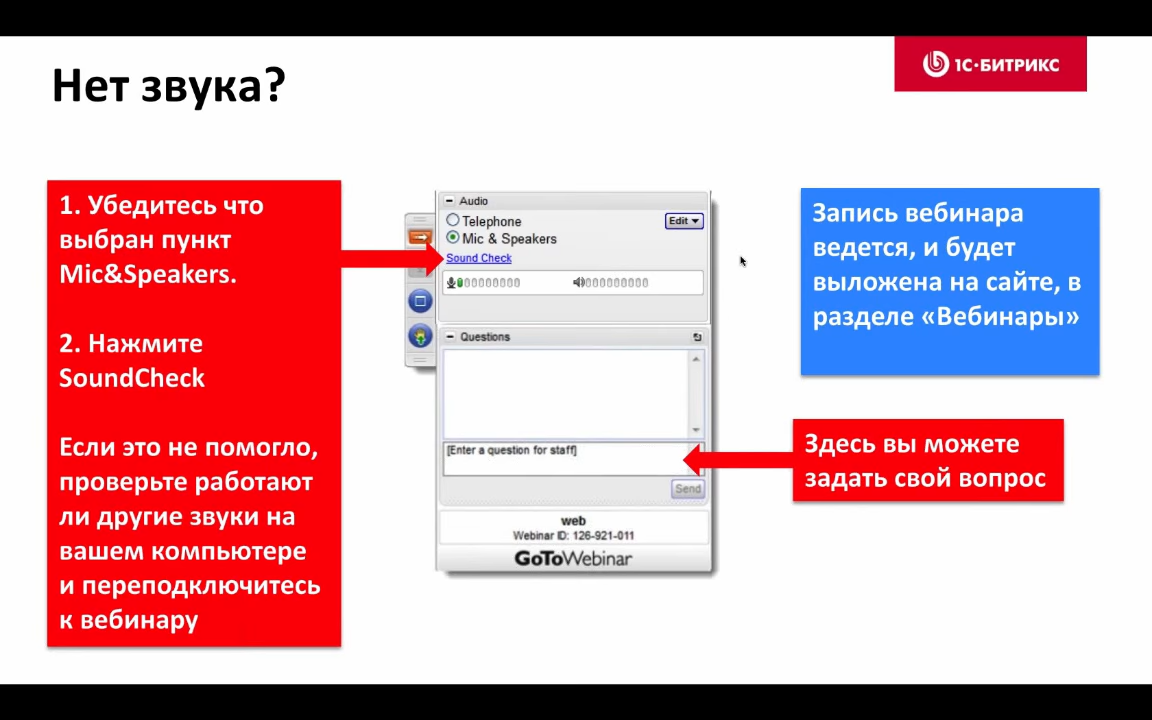 Нет звука?
1С·БИТРИКС
1. Убедитесь что
выбран пункт
Mic&Speakers.
2. Нажмите
SoundCheck
Если это не помогло,
проверьте работают
ли другие звуки на
вашем компьютере
и переподключитесь
к вебинару
Audio
Telephone
Edit
Mic & Speakers
Sound Check
Questions
[Enter a question for staff]
Send
web
Webinar ID: 126-921-011
GoToWebinar
Запись вебинара
ведется, и будет
выложена на сайте, в
разделе «Вебинары»
Здесь вы можете
задать свой вопрос